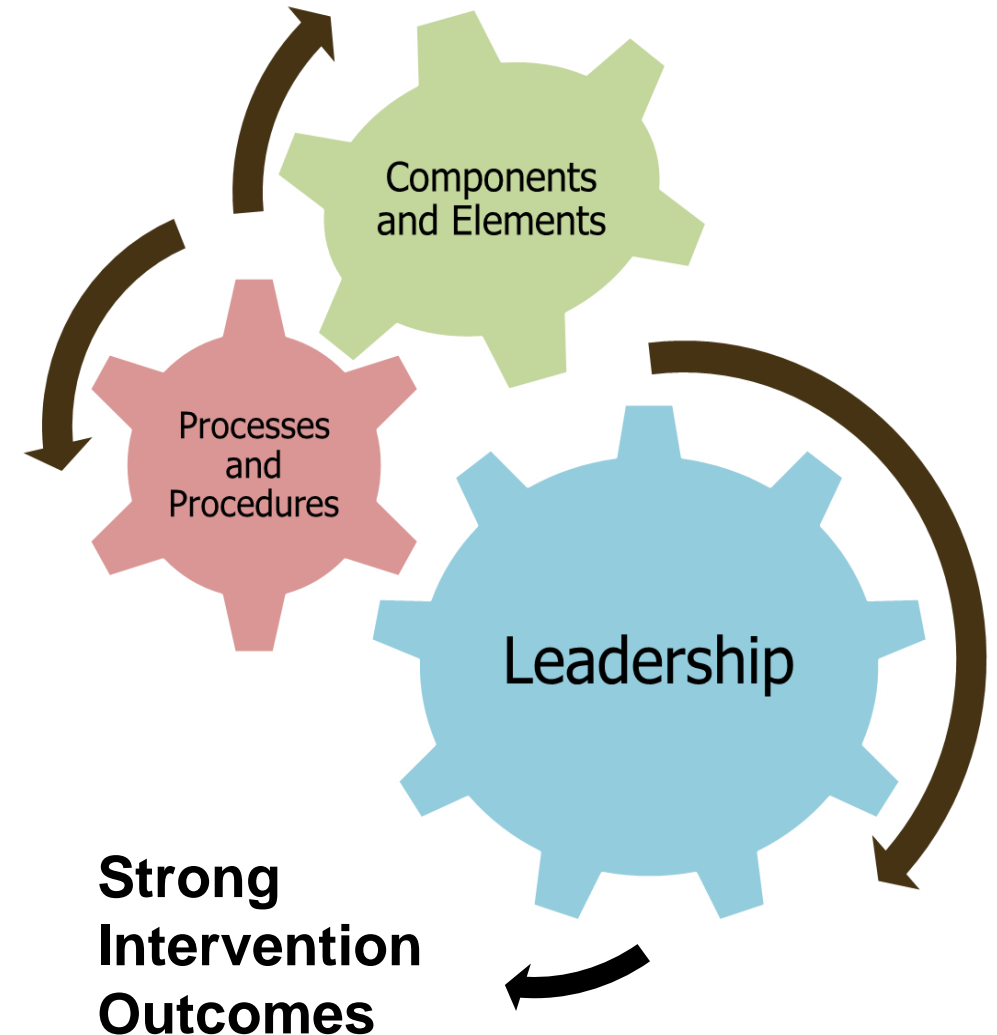 Components
and Elements
Processes
and
Procedures
Leadership
Strong
Intervention
Outcomes